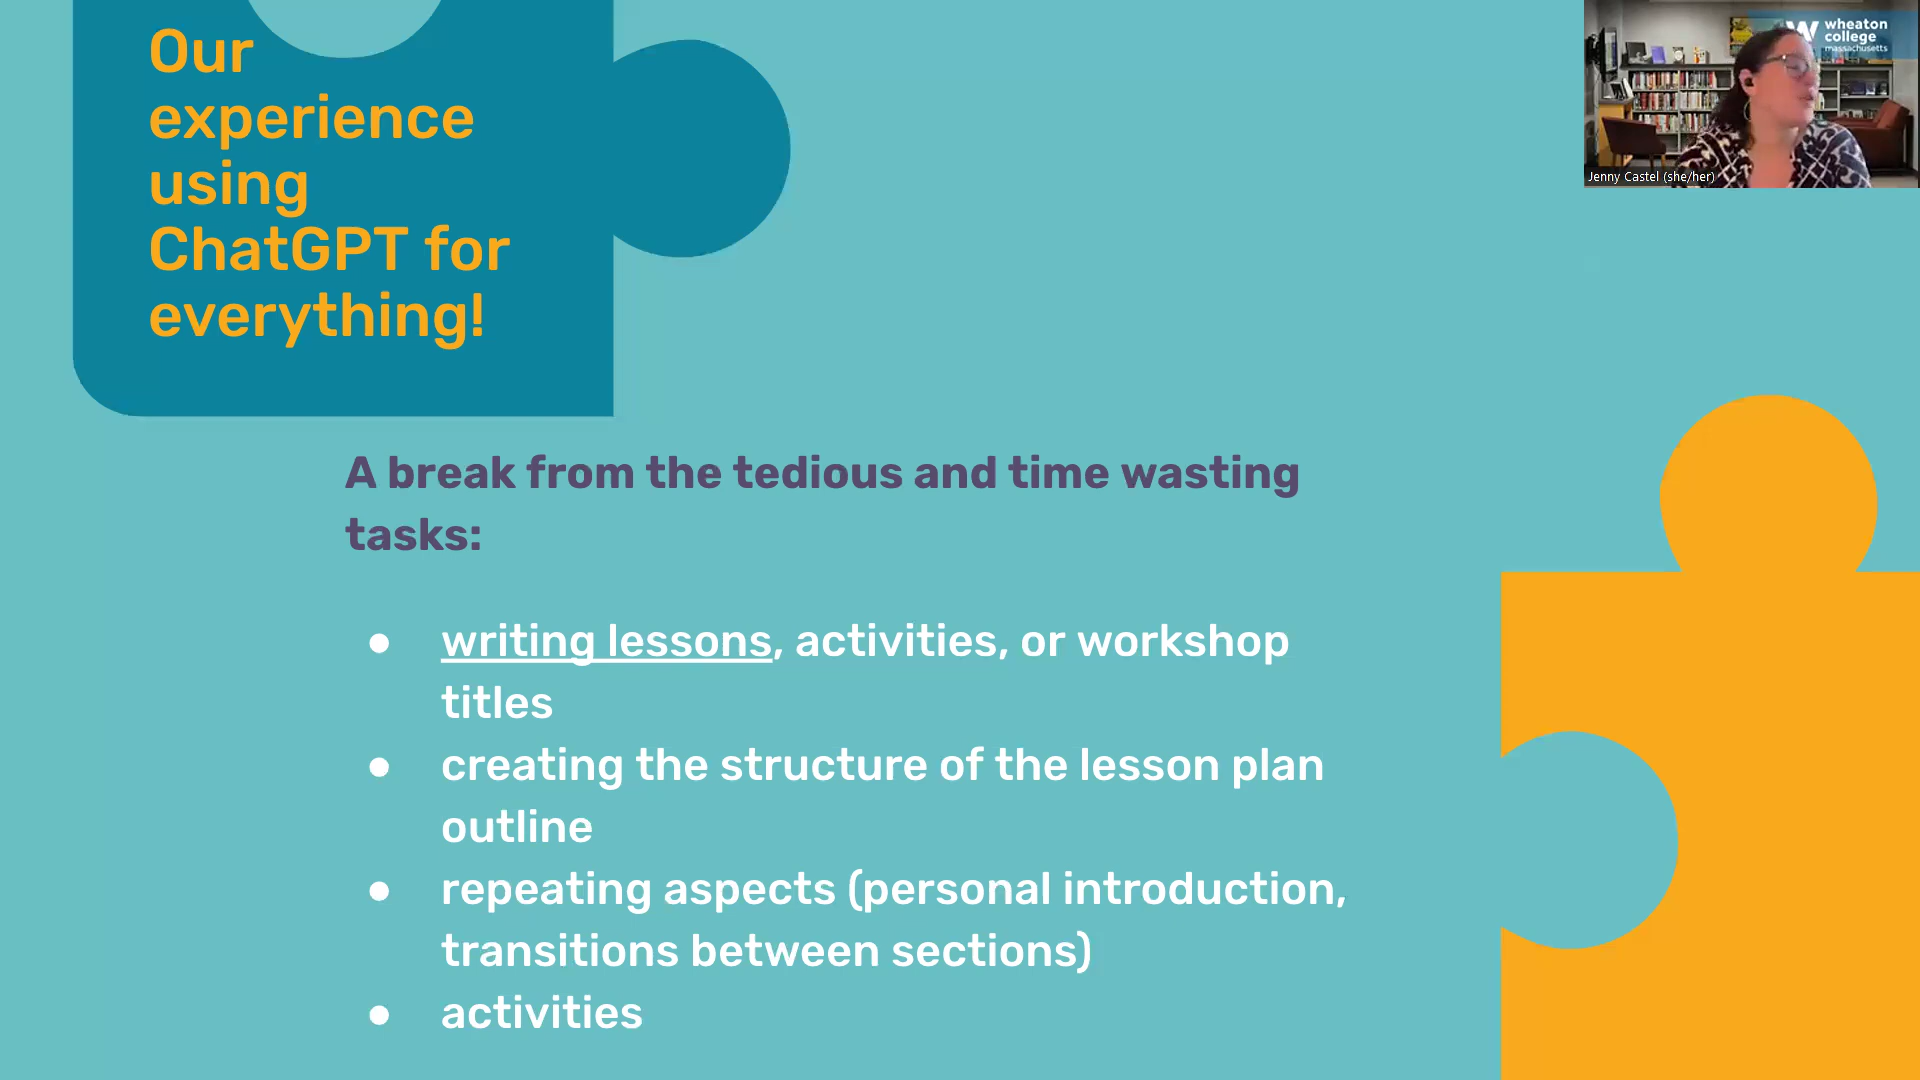 Our
experience
using
ChatGPT for
everything!
wheaton
college
massachusetts
Jenny Castel (she/her)
A break from the tedious and time wasting
tasks:
● writing lessons, activities, or workshop
titles
● creating the structure of the lesson plan
outline
● repeating aspects (personal introduction,
transitions between sections)
● activities